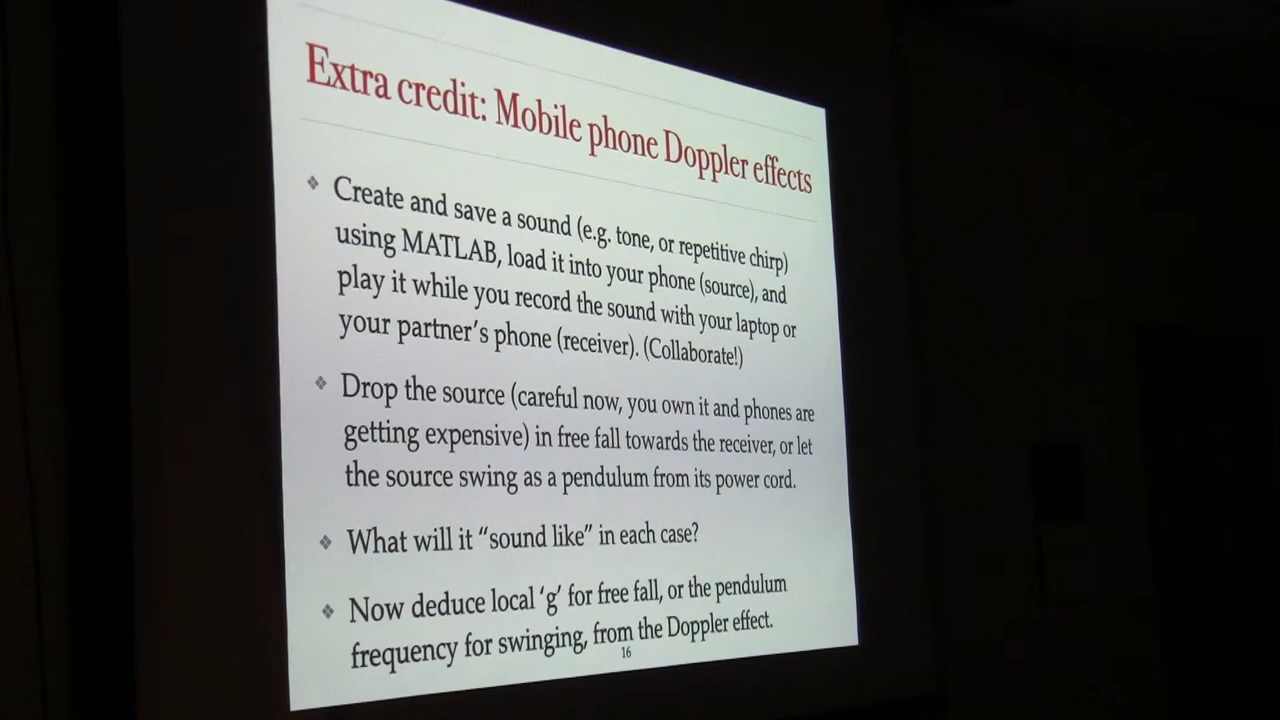 Extra credit: Mobile phone Doppler effects
❖ Create and save a sound (e.g. tone, or repetitive chirp)
using MATLAB, load it into your phone (source), and
play it while you record the sound with your laptop or
your partner's phone (receiver). (Collaborate!)
❖ Drop the source (careful now, you own it and phones are
getting expensive) in free fall towards the receiver, or let
the source swing as a pendulum from its power cord.
❖ What will it “sound like” in each case?
❖ Now deduce local ‘g’ for free fall, or the pendulum
frequency for swinging, from the Doppler effect.
16